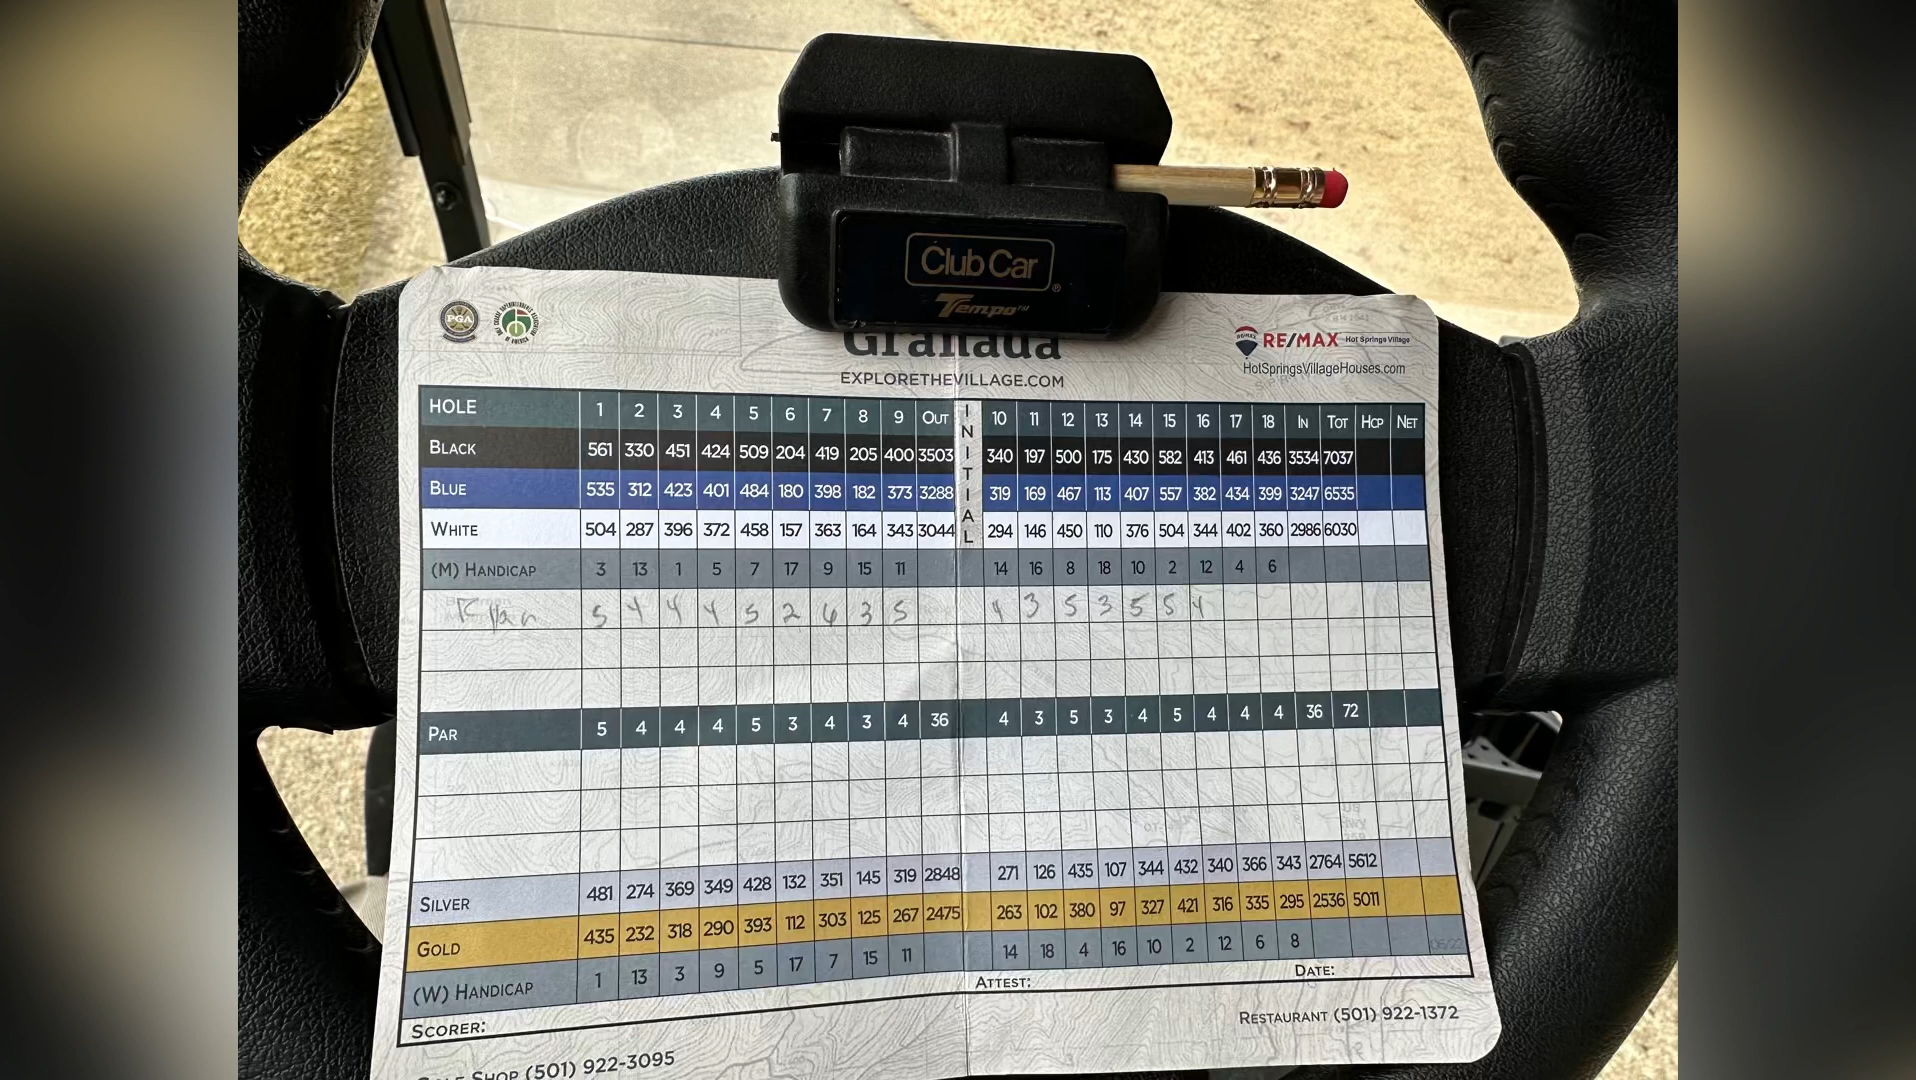 Club Car ®
Tempo™
PGA
GOLF COURSE SUPERINTENDENTS ASSOCIATION OF AMERICA
Granada
EXPLORETHEVILLAGE.COM
RE/MAX Hot Springs Village
HotSpringsVillageHouses.com
HOLE 1 2 3 4 5 6 7 8 9 OUT INITIAL 10 11 12 13 14 15 16 17 18 IN TOT HCP NET
BLACK 561 330 451 424 509 204 419 205 400 3503 340 197 500 175 430 582 413 461 436 3534 7037
BLUE 535 312 423 401 484 180 398 182 373 3288 319 169 467 113 407 557 382 434 399 3247 6535
WHITE 504 287 396 372 458 157 363 164 343 3044 294 146 450 110 376 504 344 402 360 2986 6030
(M) HANDICAP 3 13 1 5 7 17 9 15 11 14 16 8 18 10 2 12 4 6
5 4 4 4 5 2 6 3 5 4 3 5 3 5 5 4
PAR 5 4 4 4 5 3 4 3 4 36 4 3 5 3 4 5 4 4 4 36 72
SILVER 481 274 369 349 428 132 351 145 319 2848 271 126 435 107 344 432 340 366 343 2764 5612
GOLD 435 232 318 290 393 112 303 125 267 2475 263 102 380 97 327 421 316 335 295 2536 5011
(W) HANDICAP 1 13 3 9 5 17 7 15 11 14 18 4 16 10 2 12 6 8 06/22
SCORER: ATTEST: DATE:
GOLF SHOP (501) 922-3095
RESTAURANT (501) 922-1372